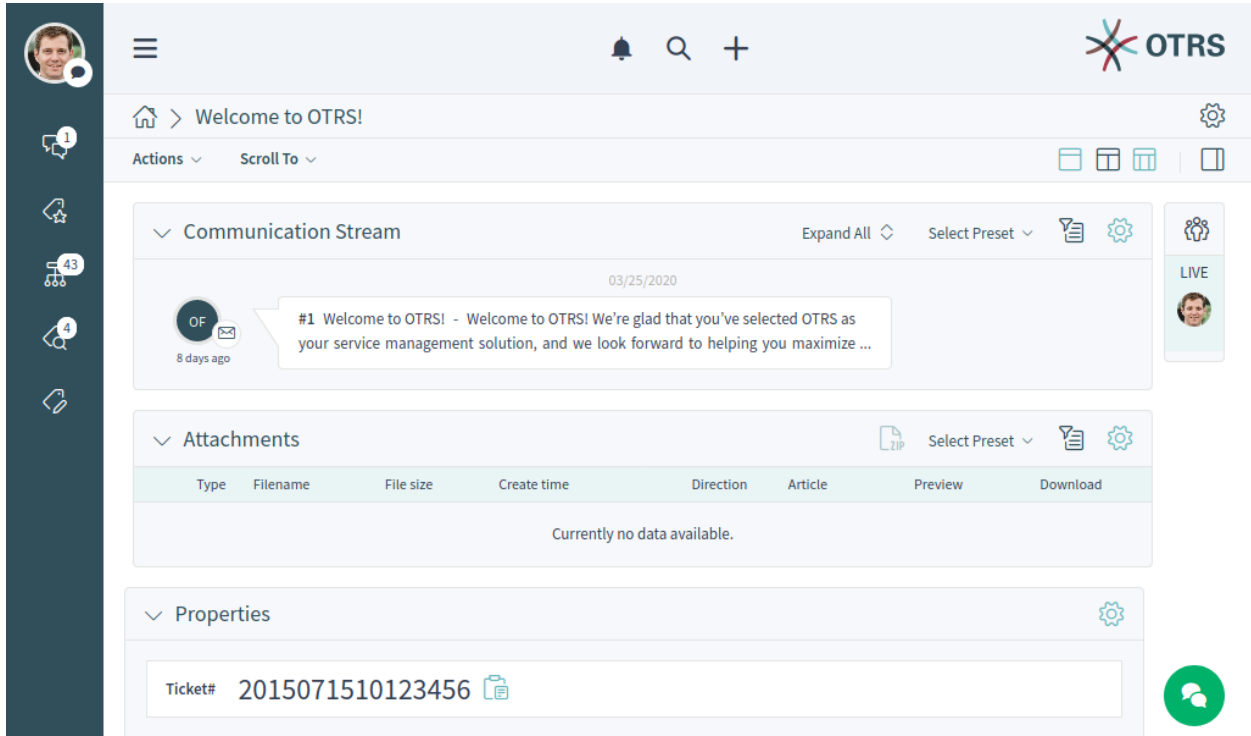 OTRS
Welcome to OTRS!
Actions
Scroll To
1
43
4
Communication Stream
Expand All
Select Preset
LIVE
03/25/2020
OF
#1 Welcome to OTRS! - Welcome to OTRS! We're glad that you've selected OTRS as
your service management solution, and we look forward to helping you maximize ...
8 days ago
Attachments
ZIP
Select Preset
Type Filename File size Create time Direction Article Preview Download
Currently no data available.
Properties
Ticket# 2015071510123456